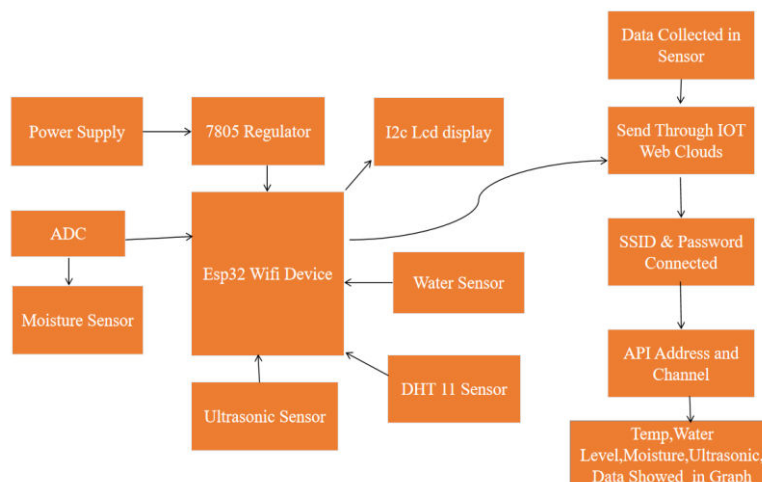 Data Collected in
Sensor
Power Supply
7805 Regulator
I2c Lcd display
Send Through IOT
Web Clouds
ADC
Esp32 Wifi Device
SSID & Password
Connected
Moisture Sensor
Water Sensor
API Address and
Channel
Ultrasonic Sensor
DHT 11 Sensor
Temp,Water
Level,Moisture,Ultrasonic,
Data Showed in Graph